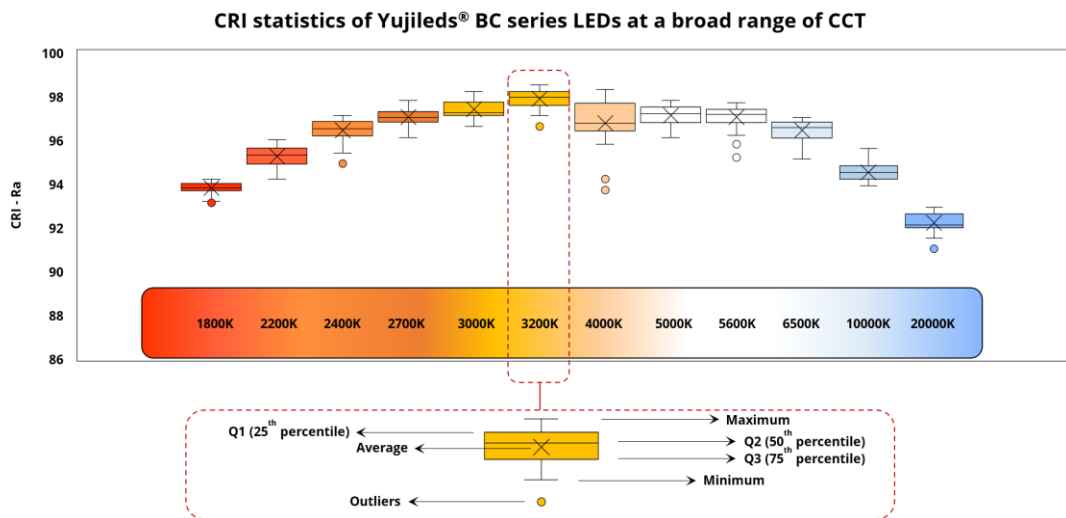 CRI statistics of Yujileds® BC series LEDs at a broad range of CCT
100
98
96
94
92
90
88
86
CRI - Ra
1800K 2200K 2400K 2700K 3000K 3200K 4000K 5000K 5600K 6500K 10000K 20000K
Maximum
Q1 (25th percentile)
Q2 (50th percentile)
Average
Q3 (75th percentile)
Minimum
Outliers